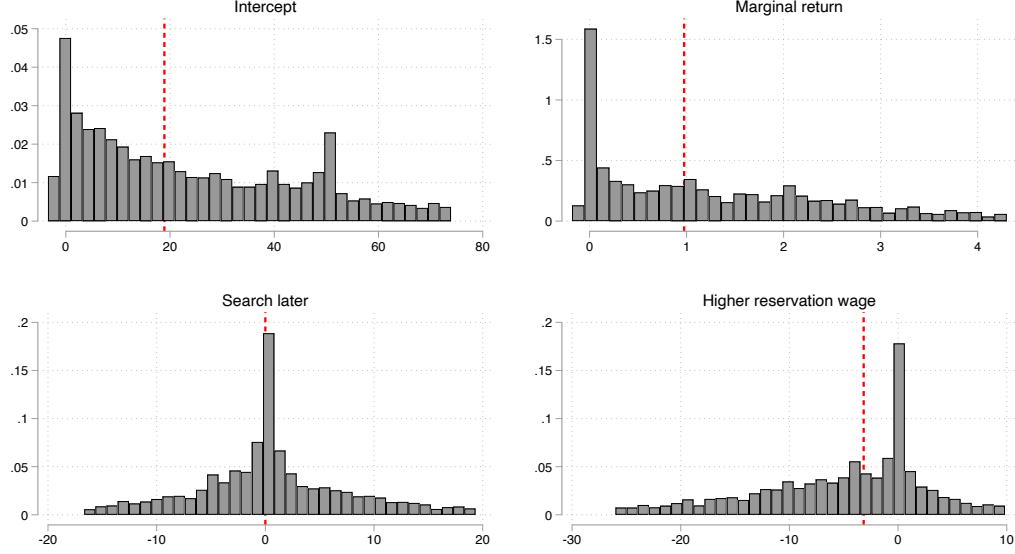 Intercept
.05
.04
.03
.02
.01
0
0 20 40 60 80
Marginal return
1.5
1
.5
0
0 1 2 3 4
Search later
.2
.15
.1
.05
0
-20 -10 0 10 20
Higher reservation wage
.2
.15
.1
.05
0
-30 -20 -10 0 10